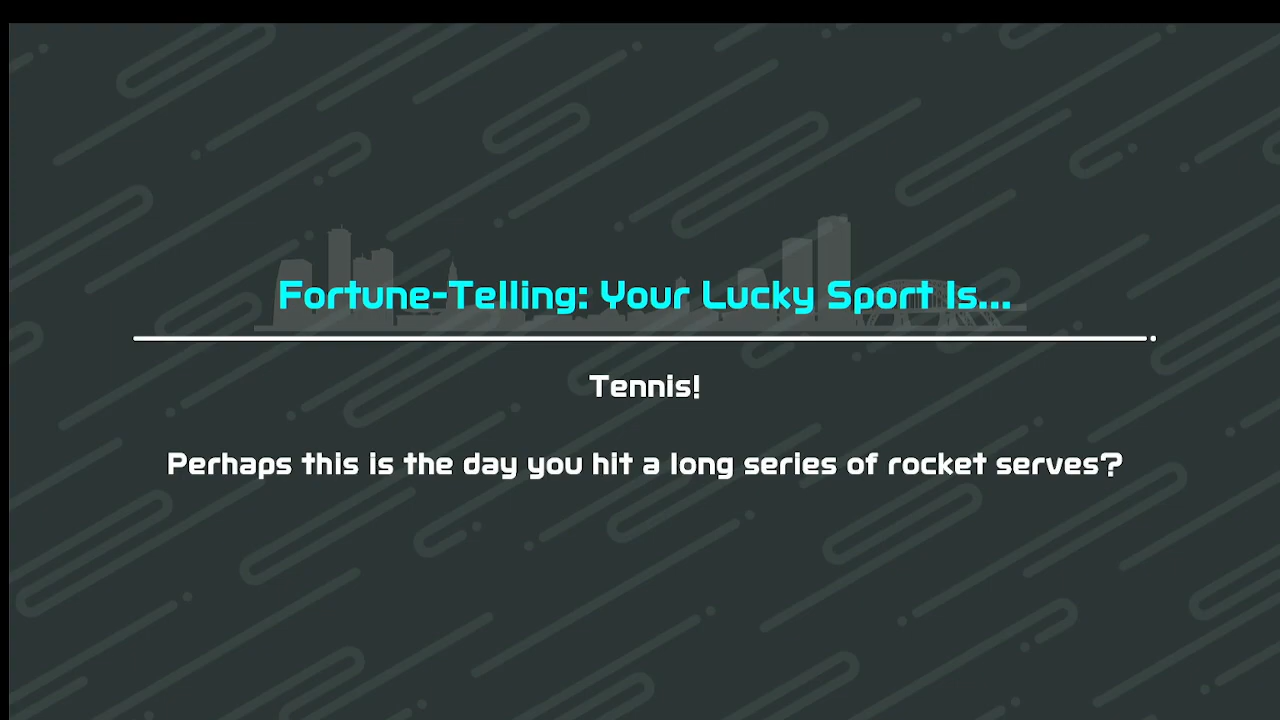 Fortune-Telling: Your Lucky Sport Is...
Tennis!
Perhaps this is the day you hit a long series of rocket serves?